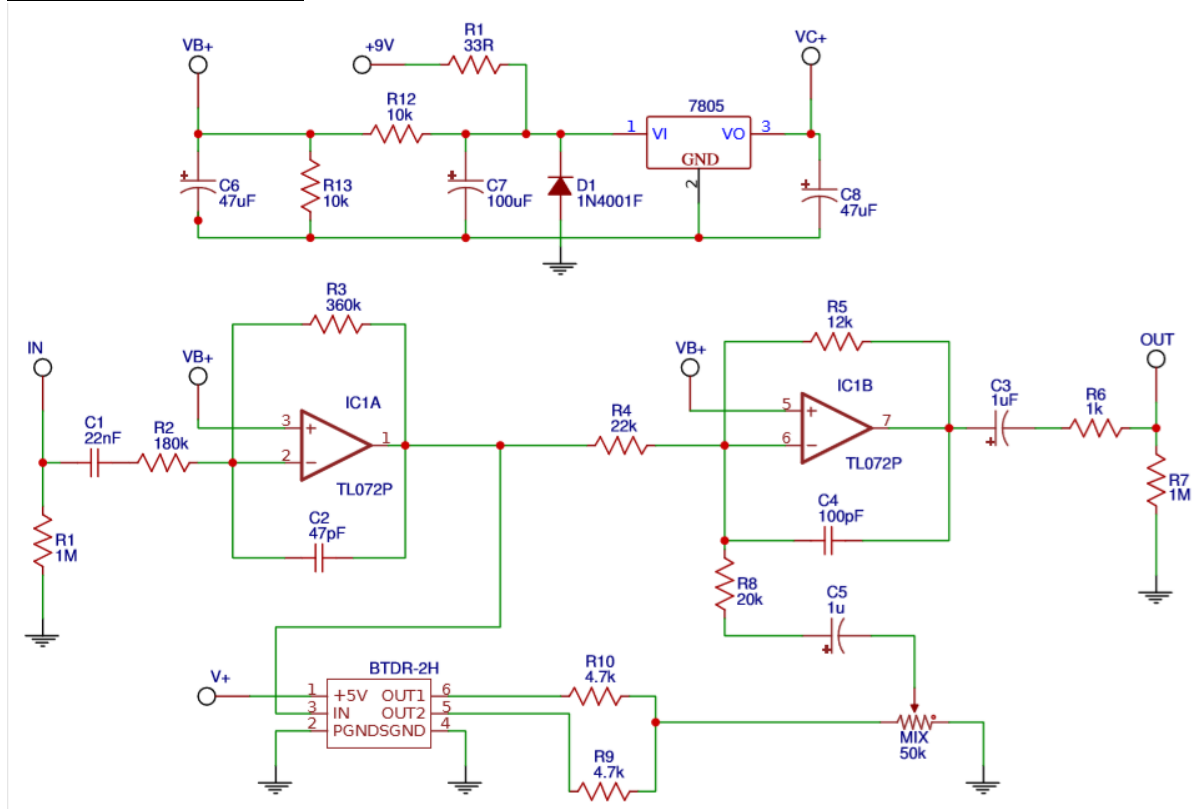 VB+
+9V
R1
33R
VC+
R12
10k
7805
1 VI VO 3
GND
2
C6
47uF
R13
10k
C7
100uF
D1
1N4001F
C8
47uF
R3
360k
R5
12k
IN
VB+
VB+
OUT
IC1A
IC1B
C1
22nF
R2
180k
3
+
2
-
1
TL072P
R4
22k
5
+
6
-
7
TL072P
C3
1uF
R6
1k
R1
1M
C2
47pF
C4
100pF
R7
1M
R8
20k
C5
1u
V+
BTDR-2H
1 +5V OUT1 6
3 IN OUT2 5
2 PGNDSGND 4
R10
4.7k
R9
4.7k
MIX
50k